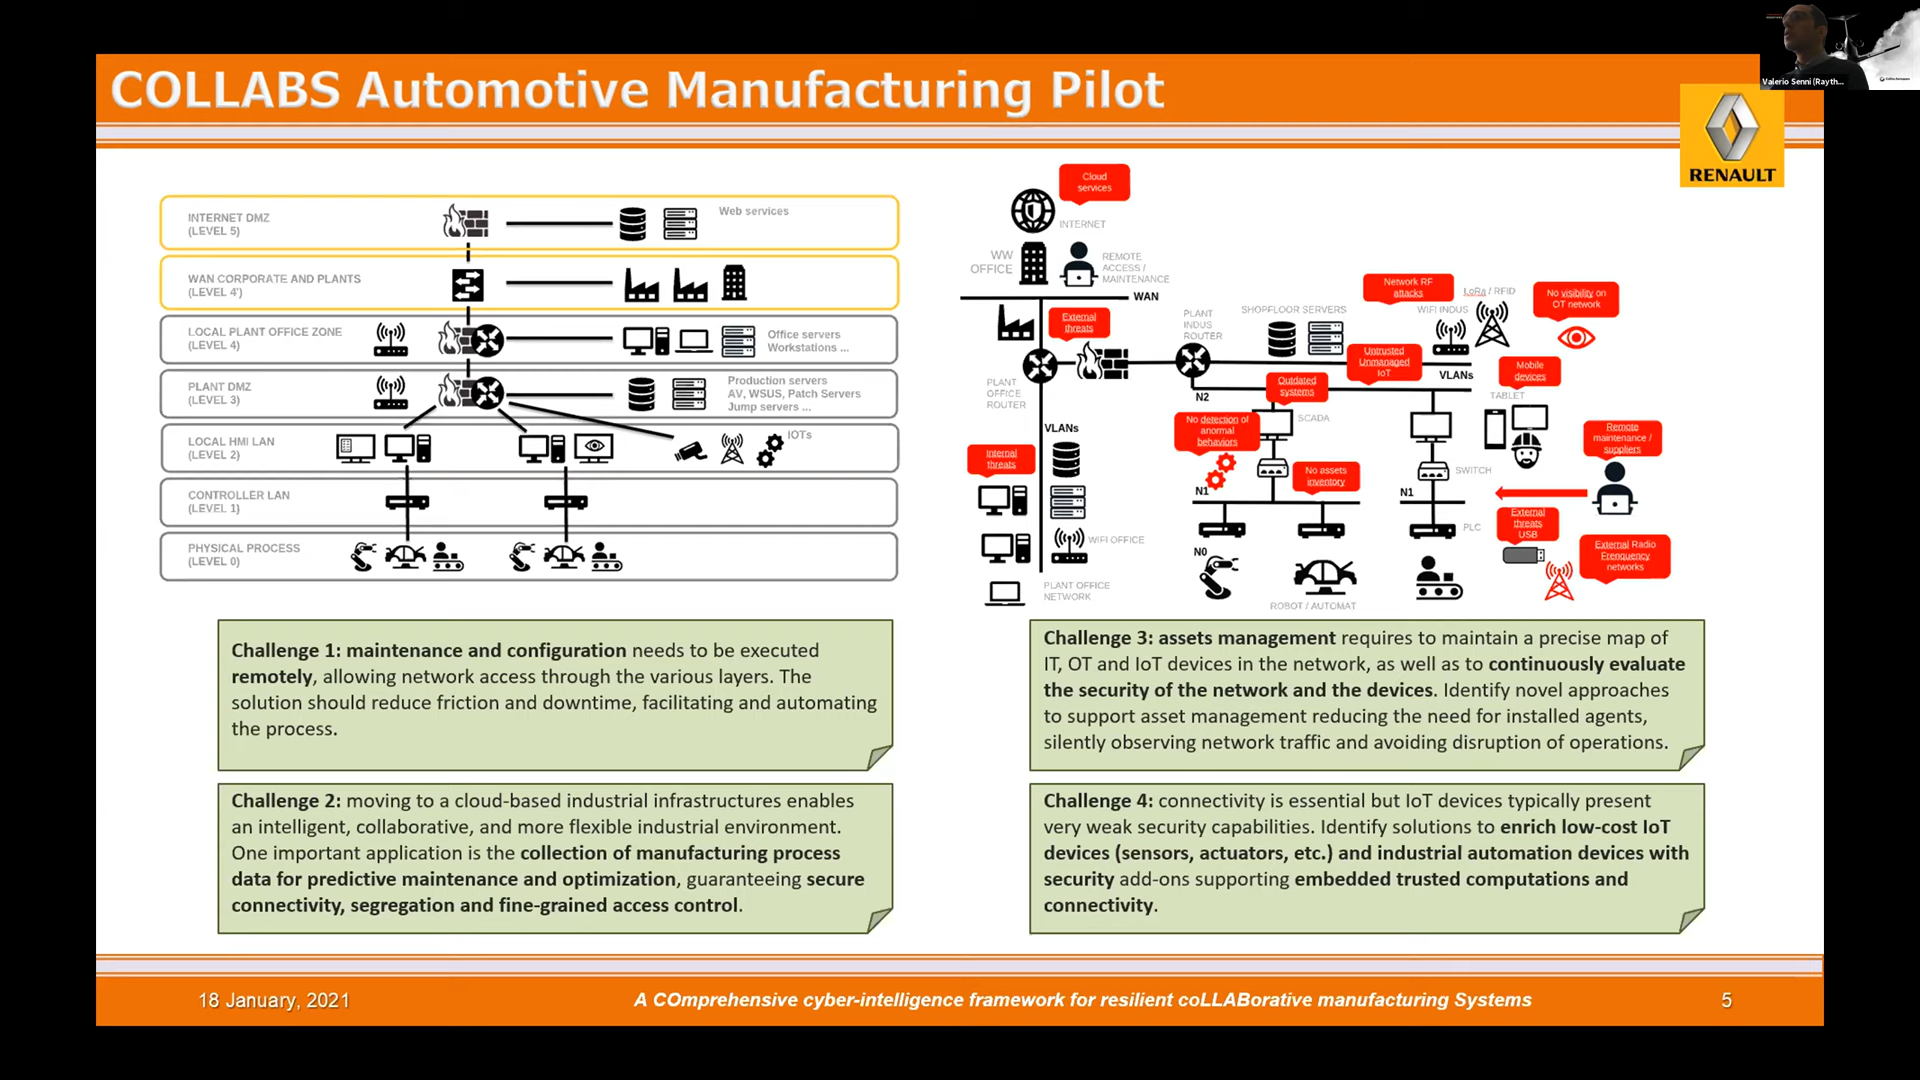 COLLABS Automotive Manufacturing Pilot
Valerio Senni (Rayth...
RENAULT
INTERNET DMZ
(LEVEL 5)
Web services
WAN CORPORATE AND PLANTS
(LEVEL 4')
LOCAL PLANT OFFICE ZONE
(LEVEL 4)
Office servers
Workstations ...
PLANT DMZ
(LEVEL 3)
Production servers
AV, WSUS, Patch Servers
Jump servers ...
LOCAL HMI LAN
(LEVEL 2)
IOTs
CONTROLLER LAN
(LEVEL 1)
PHYSICAL PROCESS
(LEVEL 0)
Cloud
services
INTERNET
WW
OFFICE
REMOTE
ACCESS /
MAINTENANCE
WAN
External
threats
PLANT
INDUS
ROUTER
SHOPFLOOR SERVERS
Network RF
attacks
LoRa / RFID
WIFI INDUS
No visibility on
OT network
Untrusted
Unmanaged
IoT
VLANs
Mobile
devices
TABLET
PLANT
OFFICE
ROUTER
N2
Outdated
systems
SCADA
No detection of
anormal
behaviors
VLANs
Internal
threats
No assets
inventory
N1
SWITCH
N1
Remote
maintenance /
suppliers
External
threats
USB
PLC
External Radio
Frenquency
networks
WIFI OFFICE
N0
PLANT OFFICE
NETWORK
ROBOT / AUTOMAT
Challenge 1: maintenance and configuration needs to be executed
remotely, allowing network access through the various layers. The
solution should reduce friction and downtime, facilitating and automating
the process.
Challenge 2: moving to a cloud-based industrial infrastructures enables
an intelligent, collaborative, and more flexible industrial environment.
One important application is the collection of manufacturing process
data for predictive maintenance and optimization, guaranteeing secure
connectivity, segregation and fine-grained access control.
Challenge 3: assets management requires to maintain a precise map of
IT, OT and IoT devices in the network, as well as to continuously evaluate
the security of the network and the devices. Identify novel approaches
to support asset management reducing the need for installed agents,
silently observing network traffic and avoiding disruption of operations.
Challenge 4: connectivity is essential but IoT devices typically present
very weak security capabilities. Identify solutions to enrich low-cost IoT
devices (sensors, actuators, etc.) and industrial automation devices with
security add-ons supporting embedded trusted computations and
connectivity.
18 January, 2021
A COmprehensive cyber-intelligence framework for resilient coLLABorative manufacturing Systems
5